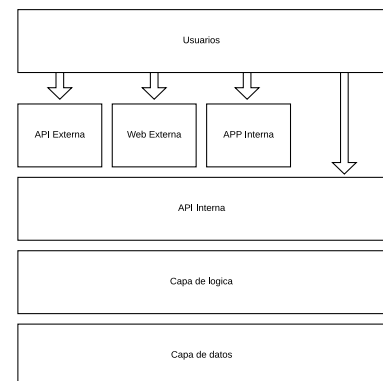 Usuarios
API Externa
Web Externa
APP Interna
API Interna
Capa de logica
Capa de datos